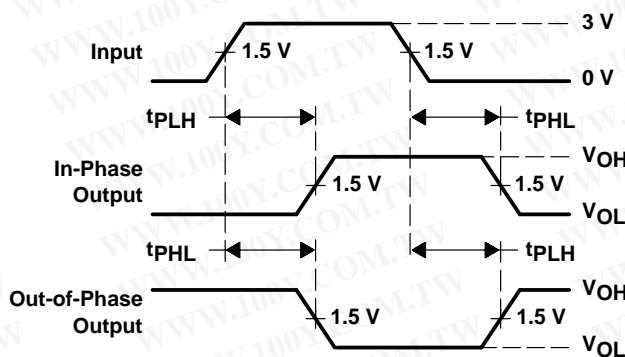 3 V
Input
1.5 V
1.5 V
0 V
tPLH
tPHL
VOH
In-Phase
Output
1.5 V
1.5 V
VOL
tPHL
tPLH
VOH
Out-of-Phase
Output
1.5 V
1.5 V
VOL
WWW.100Y.COM.TW